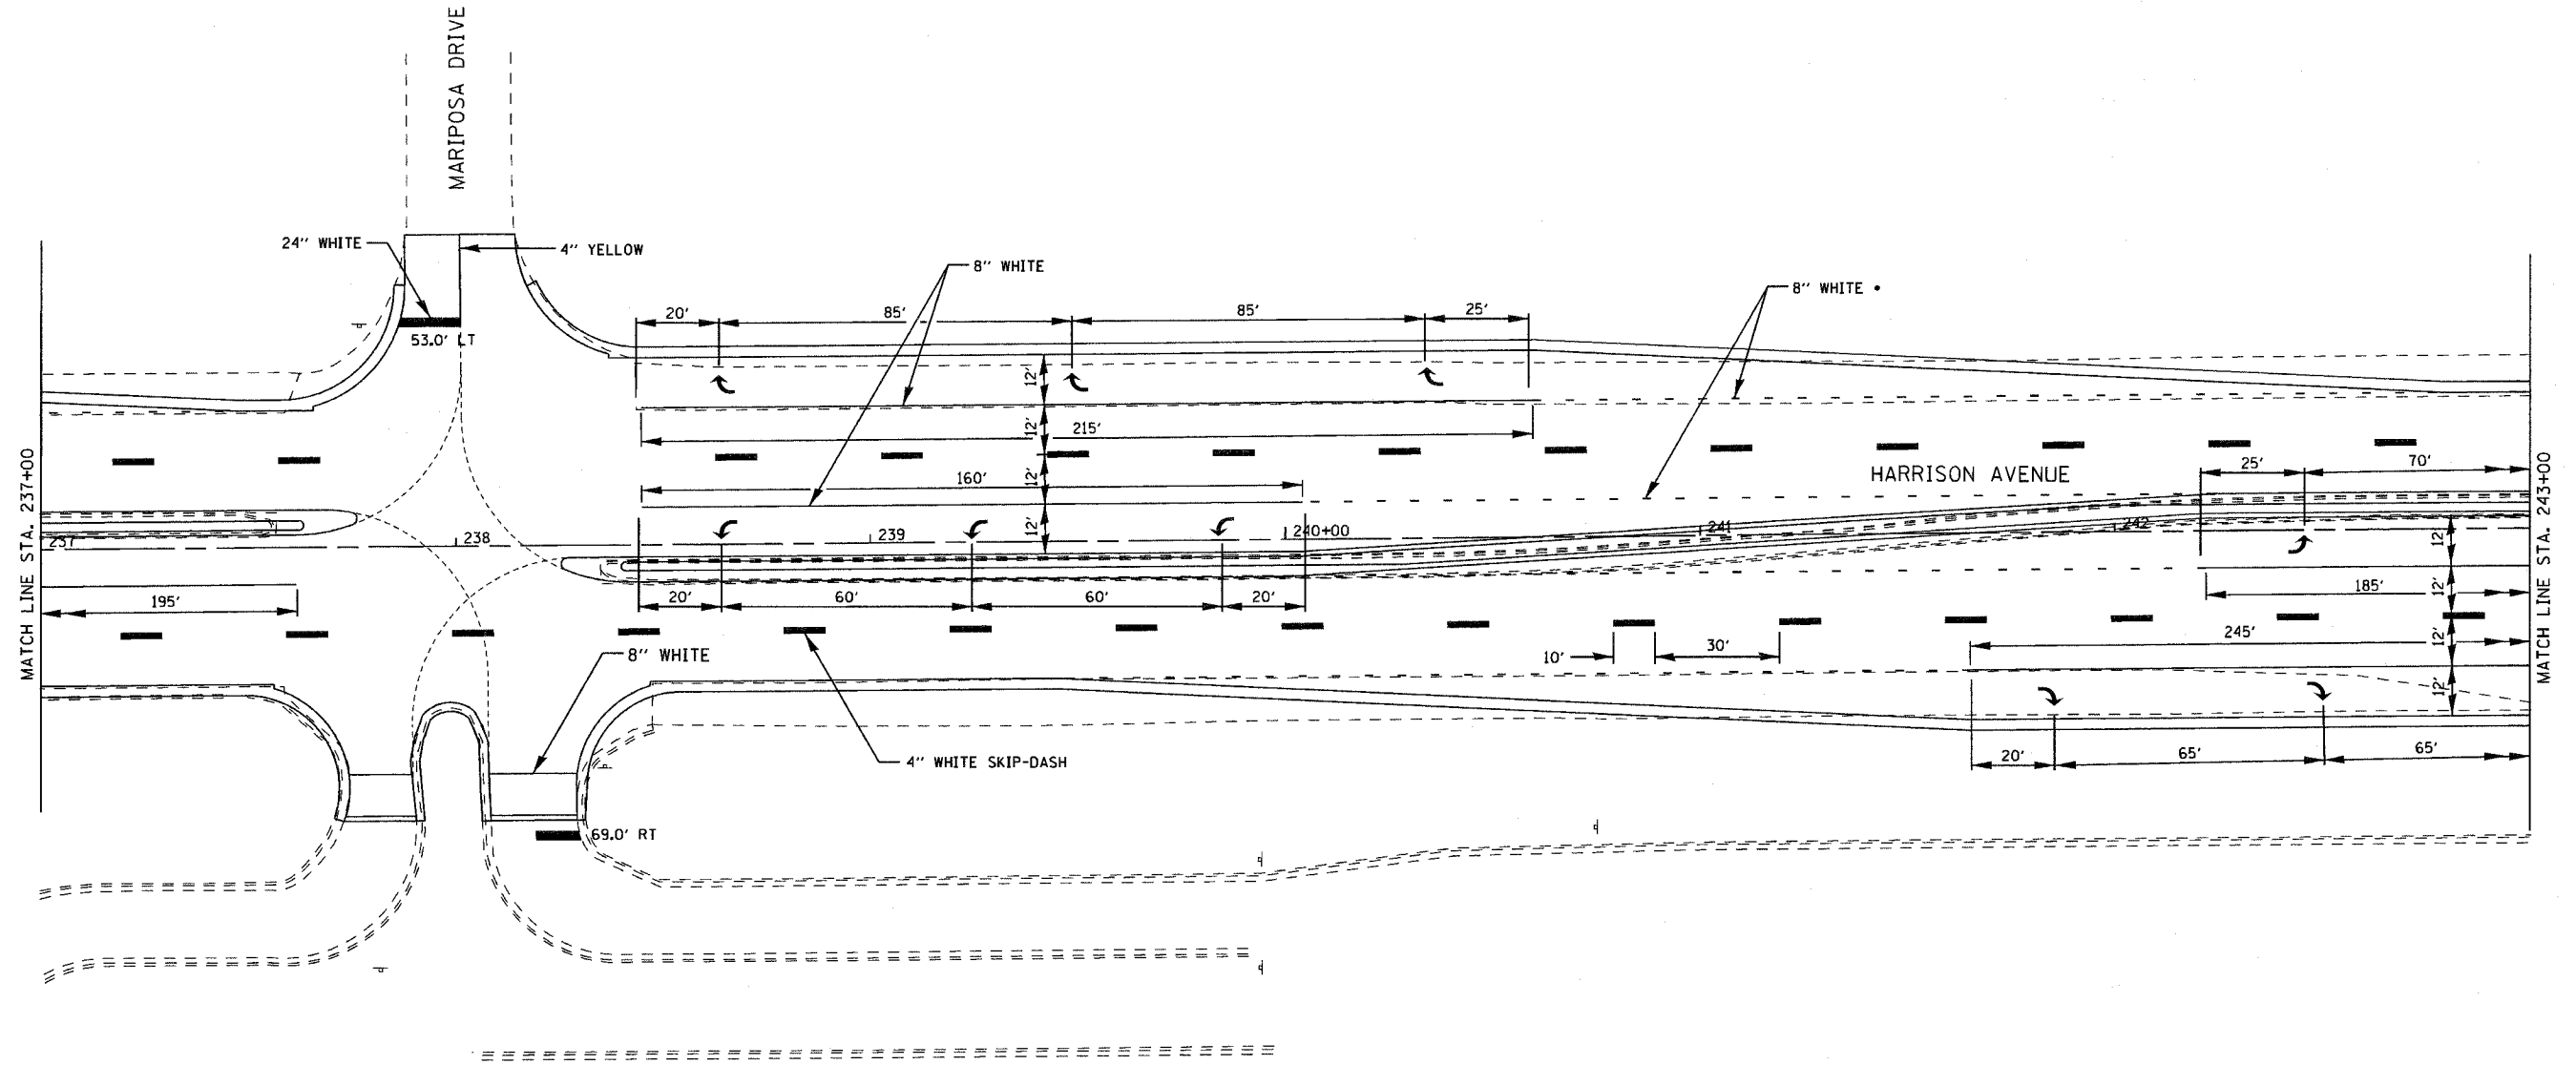 MARIPOSA DRIVE
24" WHITE
4" YELLOW
8" WHITE
8" WHITE •
53.0' LT
20'
85'
85'
25'
12'
12'
215'
12'
160'
12'
HARRISON AVENUE
25'
70'
MATCH LINE STA. 237+00
MATCH LINE STA. 243+00
237
238
239
240+00
241
242
195'
20'
60'
60'
20'
12'
12'
185'
12'
245'
12'
10'
30'
8" WHITE
4" WHITE SKIP-DASH
20'
65'
65'
69.0' RT